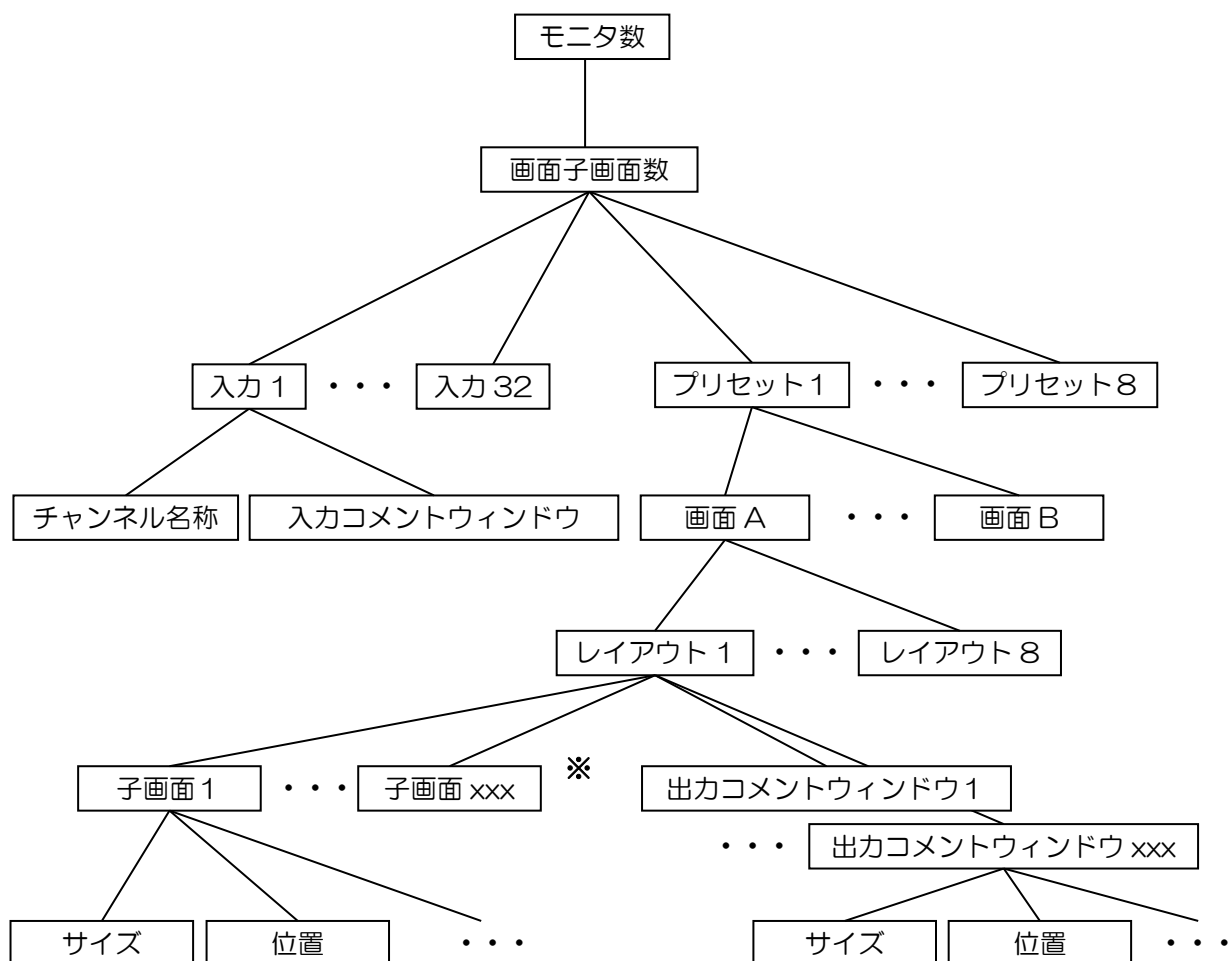 モニタ数
画面子画面数
入力1 ・・・ 入力32 プリセット1 ・・・ プリセット8
チャンネル名称 入力コメントウィンドウ 画面A ・・・ 画面B
レイアウト1 ・・・ レイアウト8
子画面1 ・・・ 子画面xxx ※ 出力コメントウィンドウ1
・・・ 出力コメントウィンドウxxx
サイズ 位置 ・・・ サイズ 位置 ・・・